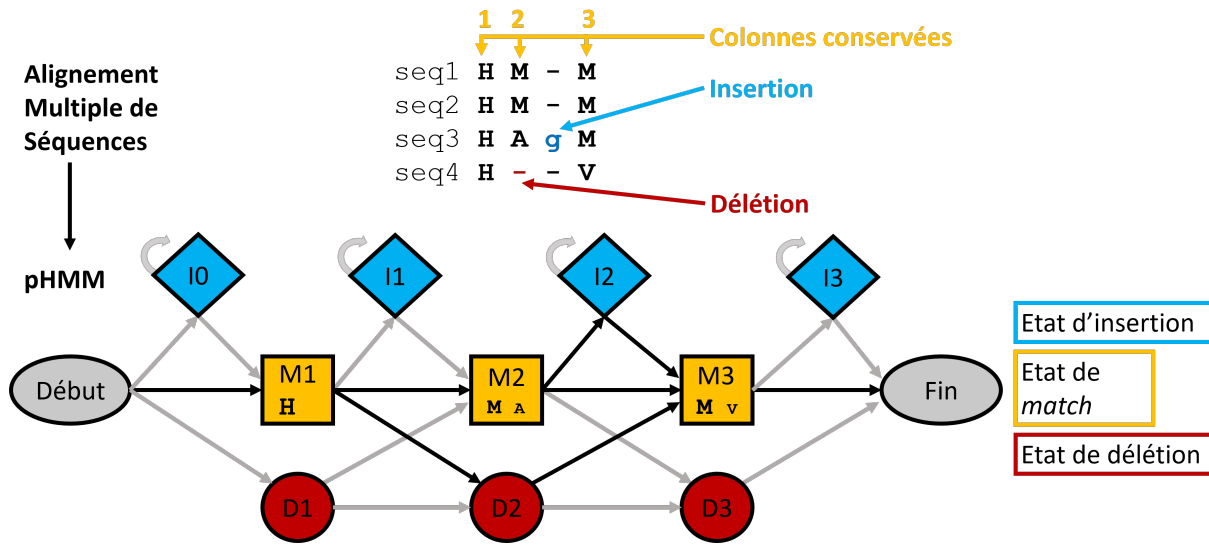 1 2 3
Colonnes conservées
Alignement
Multiple de
Séquences
seq1 H M - M
seq2 H M - M
seq3 H A g M
seq4 H - - V
Insertion
Délétion
pHMM
I0 I1 I2 I3
Etat d'insertion
Début
M1
H
M2
M A
M3
M V
Fin
Etat de
match
Etat de délétion
D1 D2 D3